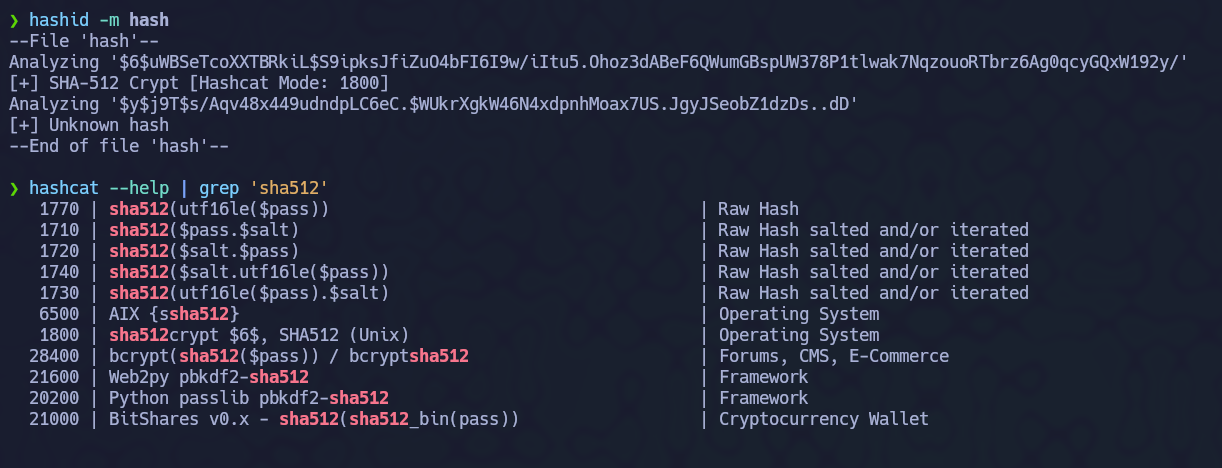 ❯ hashid -m hash
--File 'hash'--
Analyzing '$6$uWBSeTcoXXTBRkiL$S9ipksJfiZuO4bFI6I9w/iItu5.Ohoz3dABeF6QWumGBspUW378P1tlwak7NqzouoRTbrz6Ag0qcyGQxW192y/'
[+] SHA-512 Crypt [Hashcat Mode: 1800]
Analyzing '$y$j9T$s/Aqv48x449udndpLC6eC.$WUkrXgkW46N4xdpnhMoax7US.JgyJSeobZ1dzDs..dD'
[+] Unknown hash
--End of file 'hash'--
❯ hashcat --help | grep 'sha512'
1770 | sha512(utf16le($pass)) | Raw Hash
1710 | sha512($pass.$salt) | Raw Hash salted and/or iterated
1720 | sha512($salt.$pass) | Raw Hash salted and/or iterated
1740 | sha512($salt.utf16le($pass)) | Raw Hash salted and/or iterated
1730 | sha512(utf16le($pass).$salt) | Raw Hash salted and/or iterated
6500 | AIX {ssha512} | Operating System
1800 | sha512crypt $6$, SHA512 (Unix) | Operating System
28400 | bcrypt(sha512($pass)) / bcryptsha512 | Forums, CMS, E-Commerce
21600 | Web2py pbkdf2-sha512 | Framework
20200 | Python passlib pbkdf2-sha512 | Framework
21000 | BitShares v0.x - sha512(sha512_bin(pass)) | Cryptocurrency Wallet